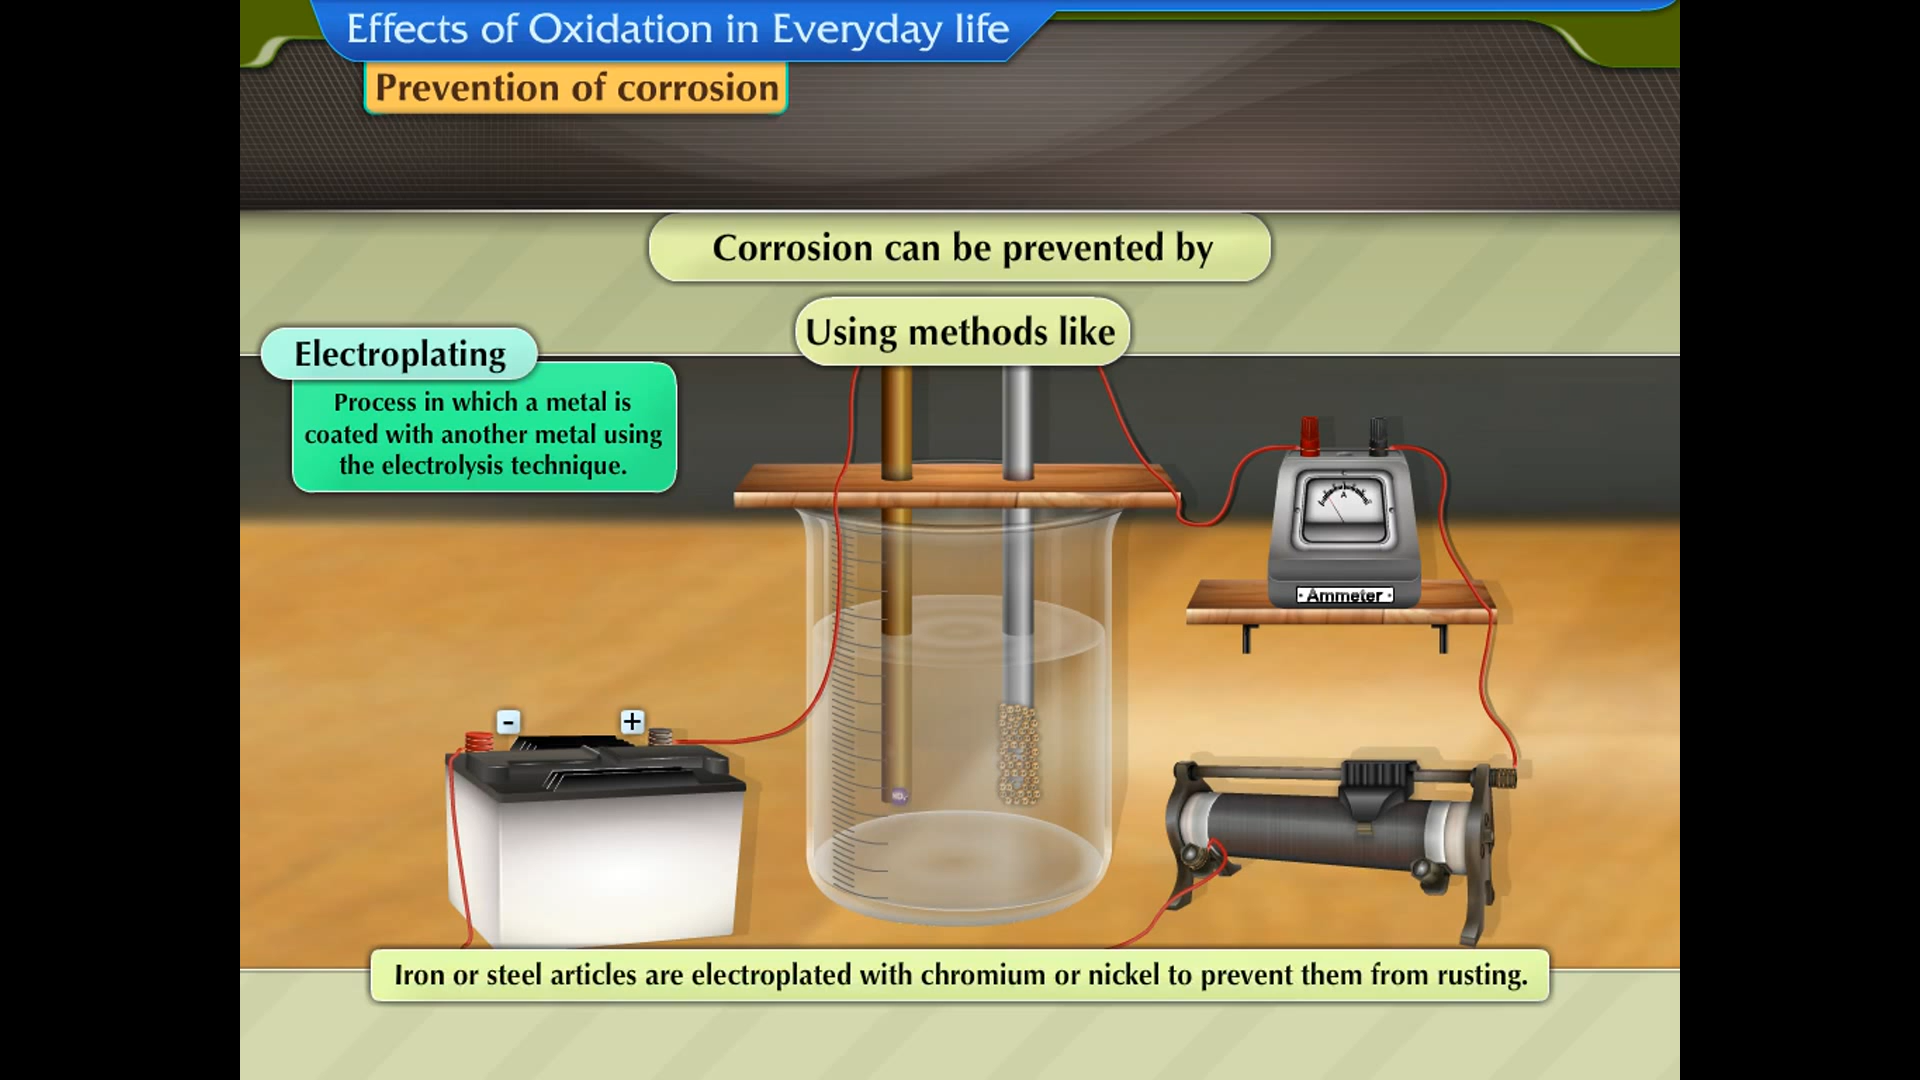 Effects of Oxidation in Everyday life
Prevention of corrosion
Corrosion can be prevented by
Using methods like
Electroplating
Process in which a metal is
coated with another metal using
the electrolysis technique.
A
Ammeter
- +
Iron or steel articles are electroplated with chromium or nickel to prevent them from rusting.